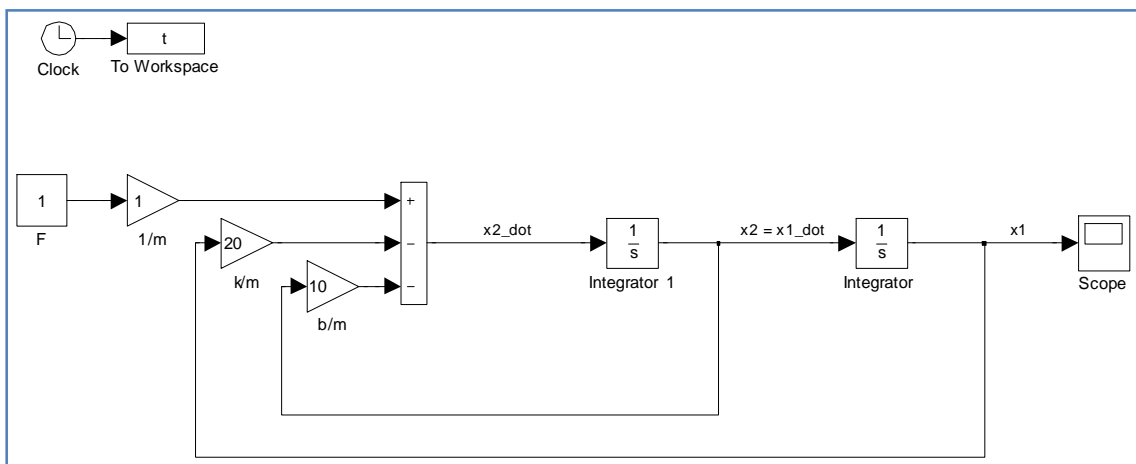 t
Clock
To Workspace
1
F
1
1/m
20
k/m
10
b/m
+
−
−
x2_dot
1
s
Integrator 1
x2 = x1_dot
1
s
Integrator
x1
Scope